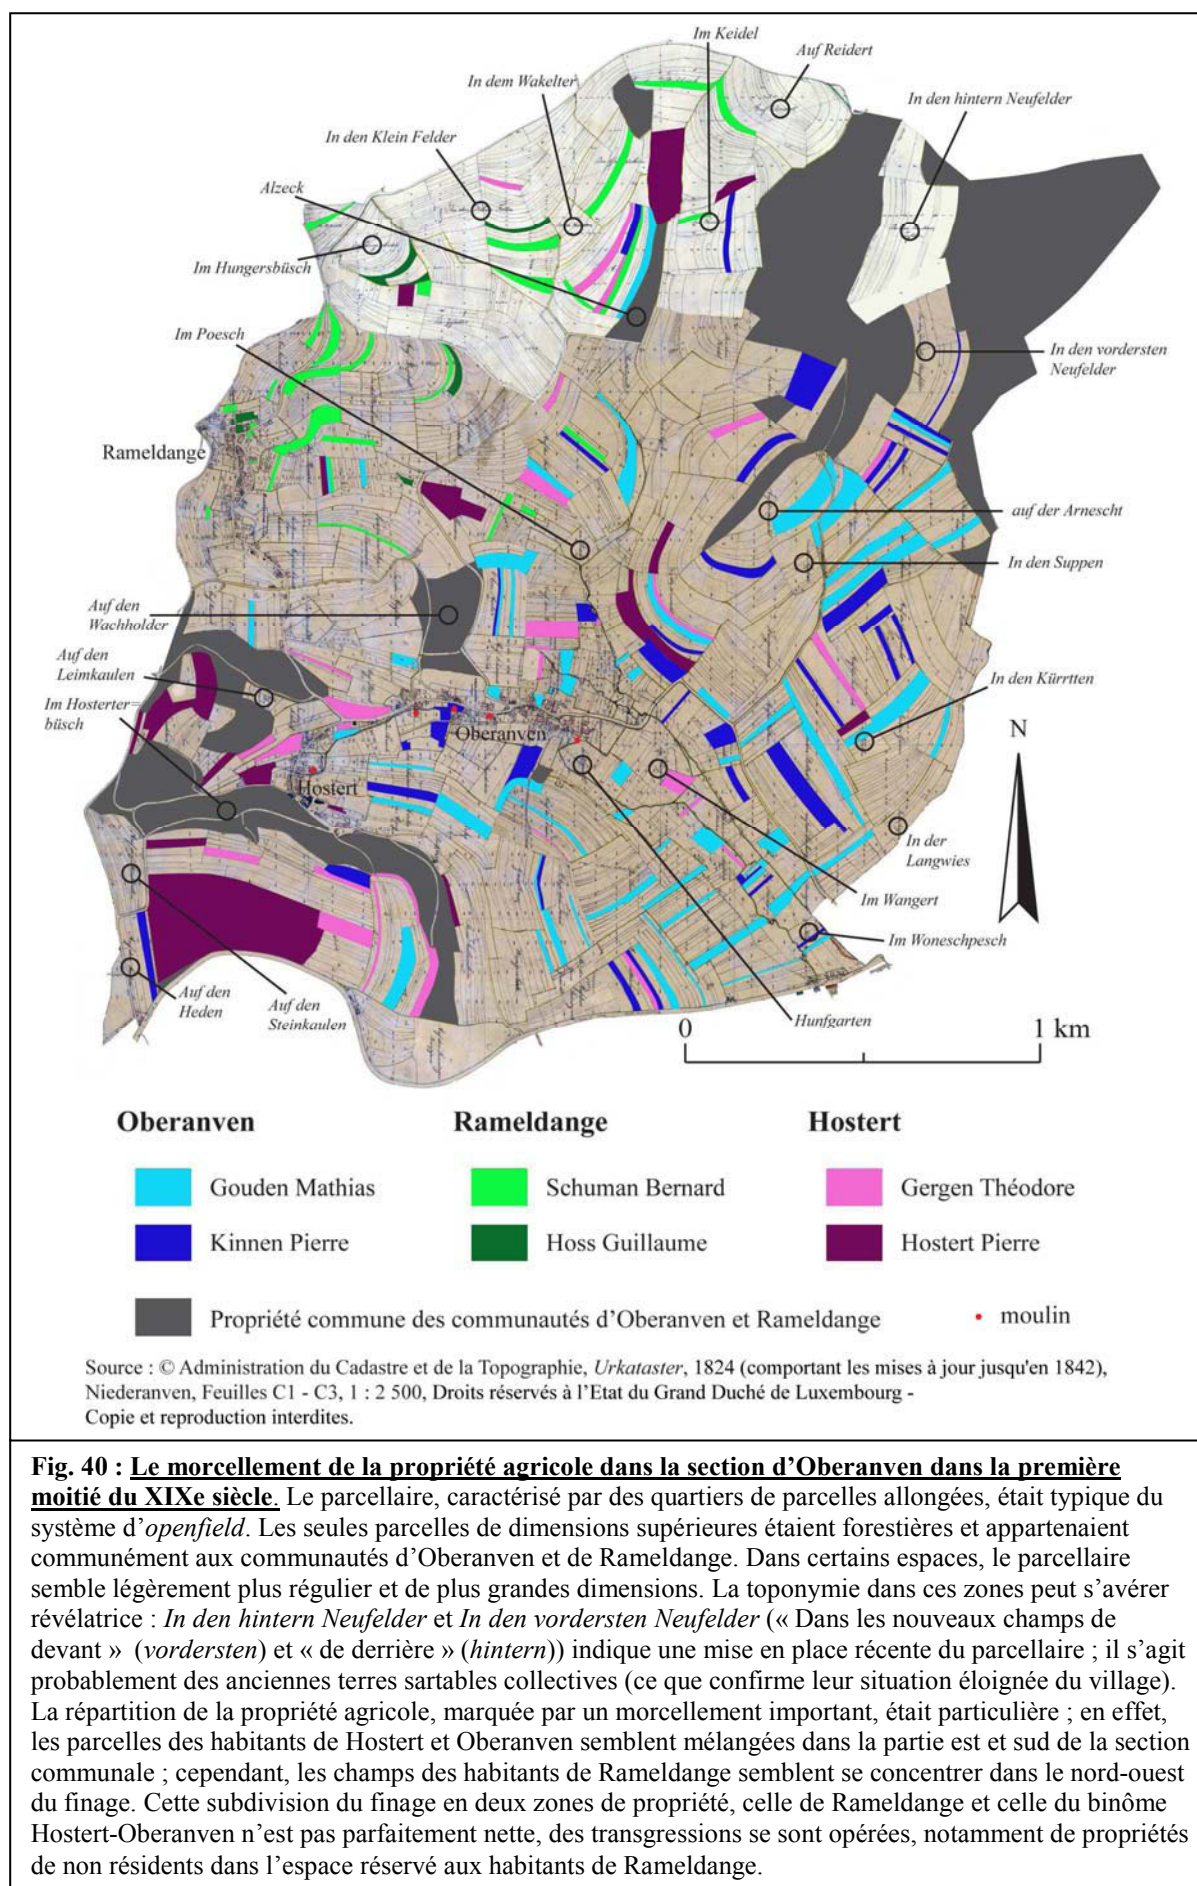 Im Keidel
Auf Reidert
In dem Wakelter
In den hintern Neufelder
In den Klein Felder
Alzeck
Im Hungersbüsch
Im Poesch
In den vordersten
Neufelder
Rameldange
auf der Arnescht
In den Suppen
Auf den
Wachholder
Auf den
Leimkaulen
In den Kürrtten
Im Hosterter=
büsch
N
Oberanven
Hostert
In der
Langwies
Im Wangert
Im Woneschpesch
Auf den
Heden
Auf den
Steinkaulen
Hunfgarten
0 1 km
Oberanven Rameldange Hostert
Gouden Mathias Schuman Bernard Gergen Théodore
Kinnen Pierre Hoss Guillaume Hostert Pierre
Propriété commune des communautés d'Oberanven et Rameldange moulin
Source : © Administration du Cadastre et de la Topographie, Urkataster, 1824 (comportant les mises à jour jusqu'en 1842),
Niederanven, Feuilles C1 - C3, 1 : 2 500, Droits réservés à l'Etat du Grand Duché de Luxembourg -
Copie et reproduction interdites.
Fig. 40 : Le morcellement de la propriété agricole dans la section d'Oberanven dans la première
moitié du XIXe siècle. Le parcellaire, caractérisé par des quartiers de parcelles allongées, était typique du
système d'openfield. Les seules parcelles de dimensions supérieures étaient forestières et appartenaient
communément aux communautés d'Oberanven et de Rameldange. Dans certains espaces, le parcellaire
semble légèrement plus régulier et de plus grandes dimensions. La toponymie dans ces zones peut s'avérer
révélatrice : In den hintern Neufelder et In den vordersten Neufelder (« Dans les nouveaux champs de
devant » (vordersten) et « de derrière » (hintern)) indique une mise en place récente du parcellaire ; il s'agit
probablement des anciennes terres sartables collectives (ce que confirme leur situation éloignée du village).
La répartition de la propriété agricole, marquée par un morcellement important, était particulière ; en effet,
les parcelles des habitants de Hostert et Oberanven semblent mélangées dans la partie est et sud de la section
communale ; cependant, les champs des habitants de Rameldange semblent se concentrer dans le nord-ouest
du finage. Cette subdivision du finage en deux zones de propriété, celle de Rameldange et celle du binôme
Hostert-Oberanven n'est pas parfaitement nette, des transgressions se sont opérées, notamment de propriétés
de non résidents dans l'espace réservé aux habitants de Rameldange.